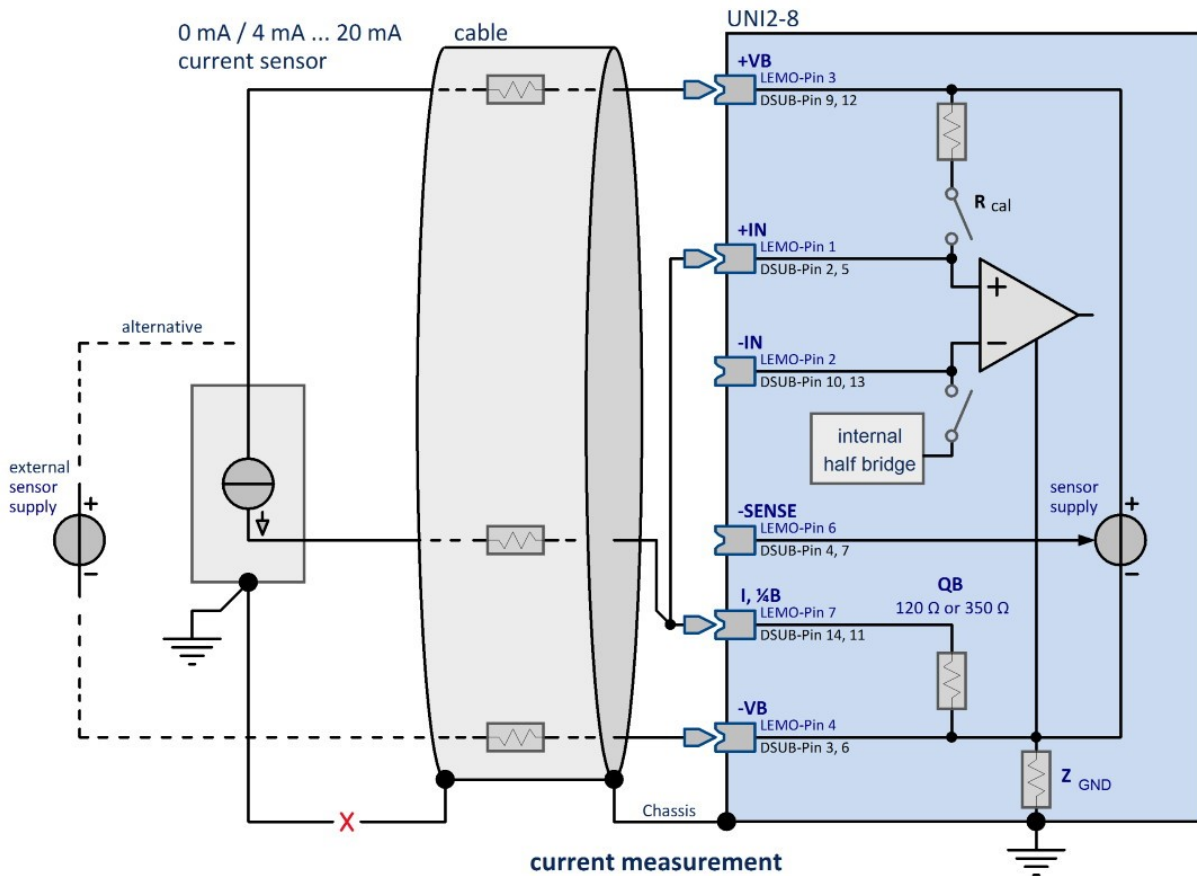 UNI2-8
0 mA / 4 mA ... 20 mA
current sensor
cable
+VB
LEMO-Pin 3
DSUB-Pin 9, 12
R cal
+IN
LEMO-Pin 1
DSUB-Pin 2, 5
+
alternative
-IN
LEMO-Pin 2
DSUB-Pin 10, 13
−
internal
half bridge
external
sensor
supply
+
−
-SENSE
LEMO-Pin 6
DSUB-Pin 4, 7
sensor
supply
+
−
I, ¼B
LEMO-Pin 7
DSUB-Pin 14, 11
QB
120 Ω or 350 Ω
-VB
LEMO-Pin 4
DSUB-Pin 3, 6
Z GND
X
Chassis
current measurement